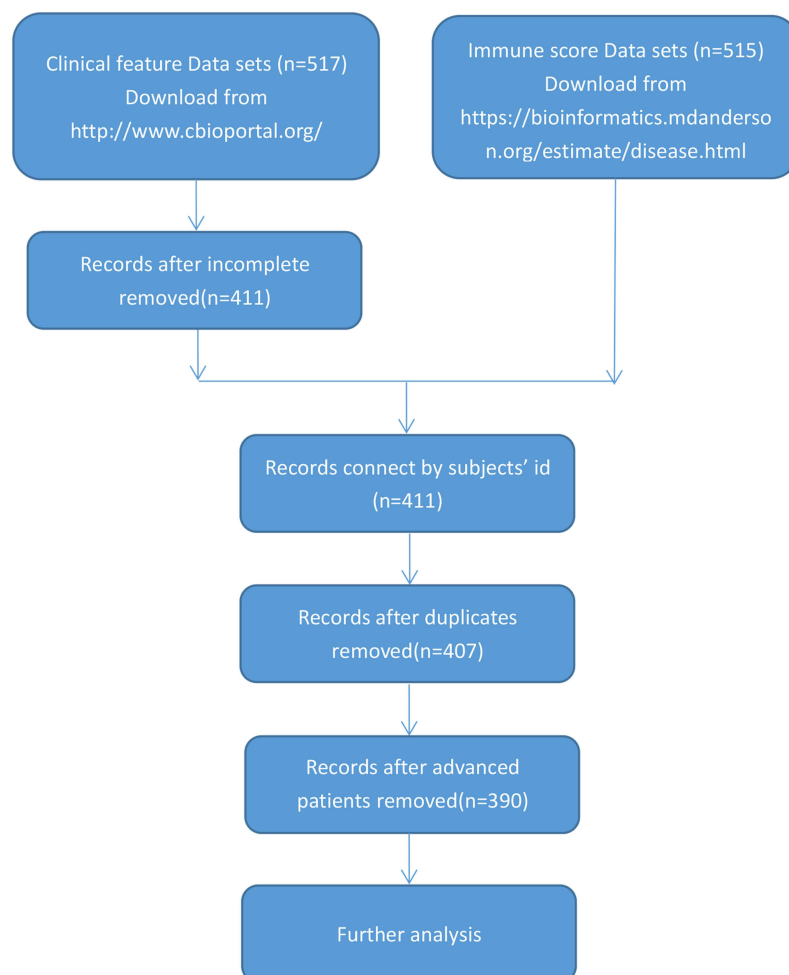 Clinical feature Data sets (n=517)
Download from
http://www.cbioportal.org/
Immune score Data sets (n=515)
Download from
https://bioinformatics.mdanderso
n.org/estimate/disease.html
Records after incomplete
removed(n=411)
Records connect by subjects’ id
(n=411)
Records after duplicates
removed(n=407)
Records after advanced
patients removed(n=390)
Further analysis